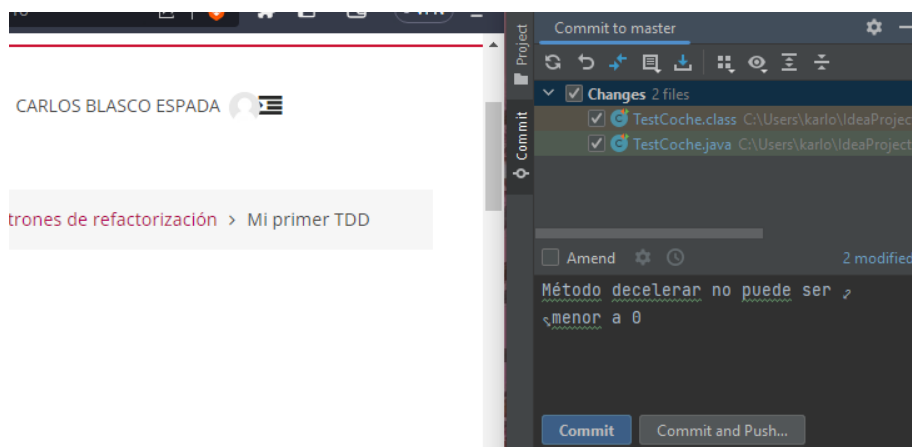 CARLOS BLASCO ESPADA
trones de refactorización > Mi primer TDD
Project
Commit
Commit to master
Changes 2 files
TestCoche.class C:\Users\karlo\IdeaProjec
TestCoche.java C:\Users\karlo\IdeaProject
Amend
2 modified
Método decelerar no puede ser
menor a 0
Commit
Commit and Push...